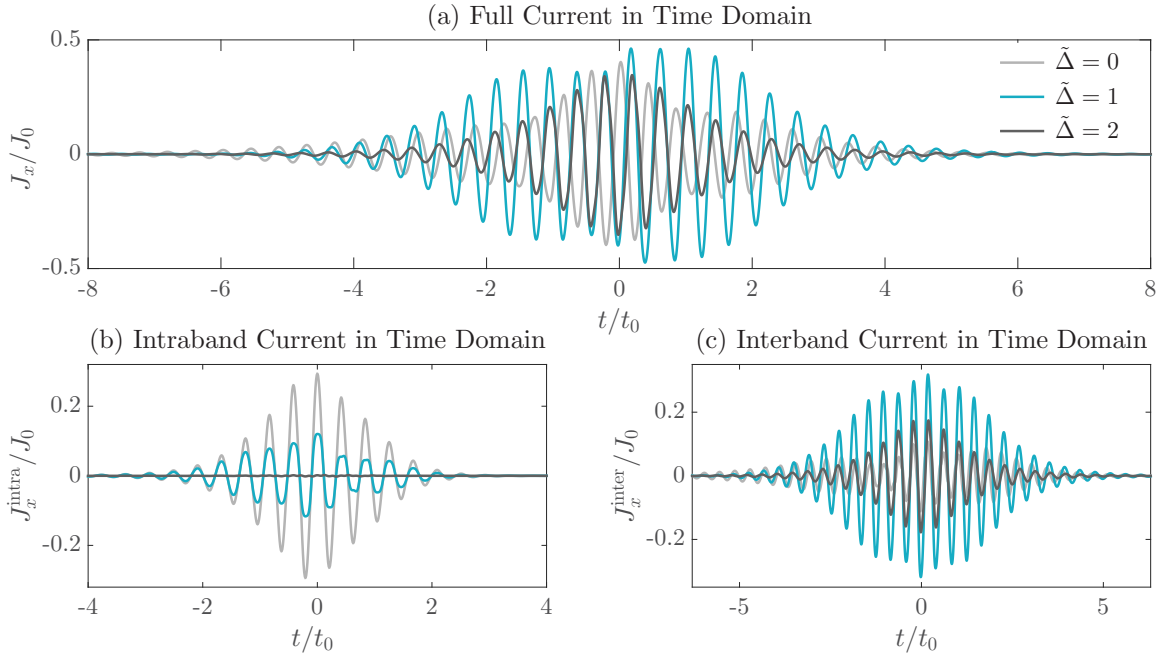 (a) Full Current in Time Domain
0.5
0
-0.5
J_x/J_0
Δ̃ = 0
Δ̃ = 1
Δ̃ = 2
-8 -6 -4 -2 0 2 4 6 8
t/t_0
(b) Intraband Current in Time Domain
0.2
0
-0.2
J_x^intra/J_0
-4 -2 0 2 4
t/t_0
(c) Interband Current in Time Domain
0.2
0
-0.2
J_x^inter/J_0
-5 0 5
t/t_0